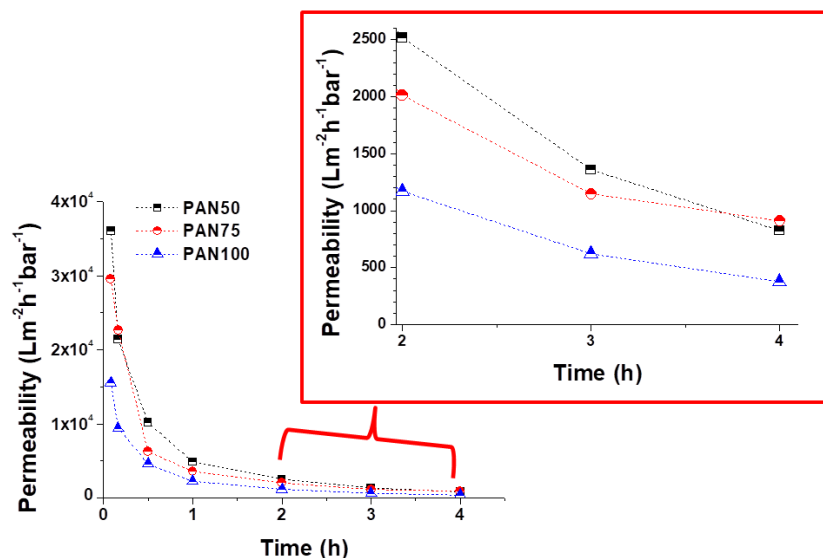 2500
2000
1500
1000
500
0
2
3
4
Permeability (Lm⁻²h⁻¹bar⁻¹)
Time (h)
4x10⁴
3x10⁴
2x10⁴
1x10⁴
0
PAN50
PAN75
PAN100
0
1
2
3
4
Permeability (Lm⁻²h⁻¹bar⁻¹)
Time (h)